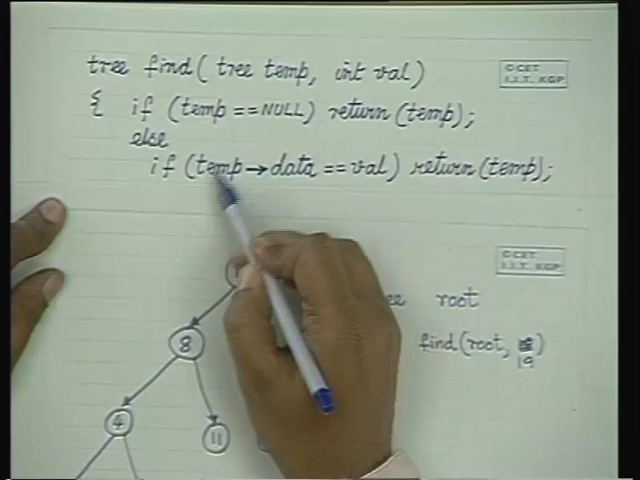 tree find( tree temp, int val)
© CET
I.I.T. KGP
{ if (temp == NULL) return (temp);
else
if (temp → data == val) return (temp);
© CET
I.I.T. KGP
root
8
find(root, )
19
4
11